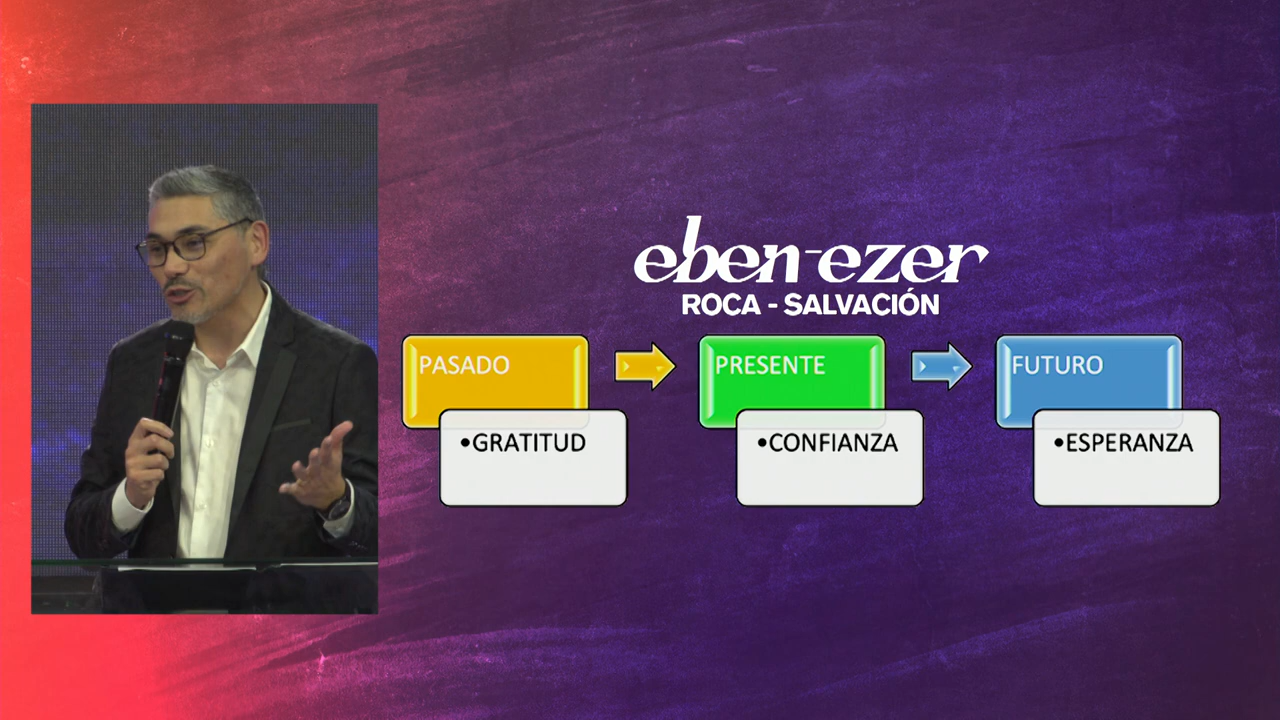 eben-ezer
ROCA - SALVACIÓN
PASADO
•GRATITUD
PRESENTE
•CONFIANZA
FUTURO
•ESPERANZA